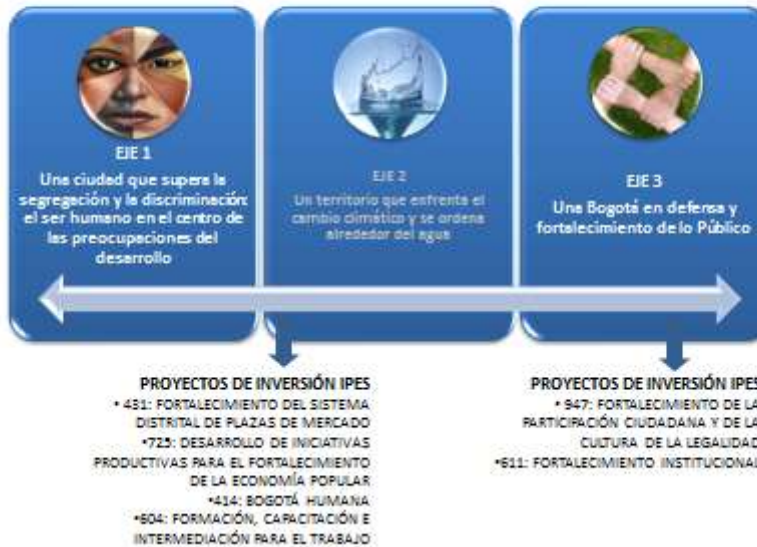 EJE 1
Una ciudad que supera la
segregación y la discriminación:
el ser humano en el centro de
las preocupaciones del
desarrollo
EJE 2
Un territorio que enfrenta el
cambio climático y se ordena
alrededor del agua
EJE 3
Una Bogotá en defensa y
fortalecimiento de lo Público
PROYECTOS DE INVERSIÓN IPES
• 431: FORTALECIMIENTO DEL SISTEMA
DISTRITAL DE PLAZAS DE MERCADO
•725: DESARROLLO DE INICIATIVAS
PRODUCTIVAS PARA EL FORTALECIMIENTO
DE LA ECONOMÍA POPULAR
•414: BOGOTÁ HUMANA
•604: FORMACIÓN, CAPACITACIÓN E
INTERMEDIACIÓN PARA EL TRABAJO
PROYECTOS DE INVERSIÓN IPES
• 947: FORTALECIMIENTO DE LA
PARTICIPACIÓN CIUDADANA Y DE LA
CULTURA DE LA LEGALIDAD
•611: FORTALECIMIENTO INSTITUCIONAL